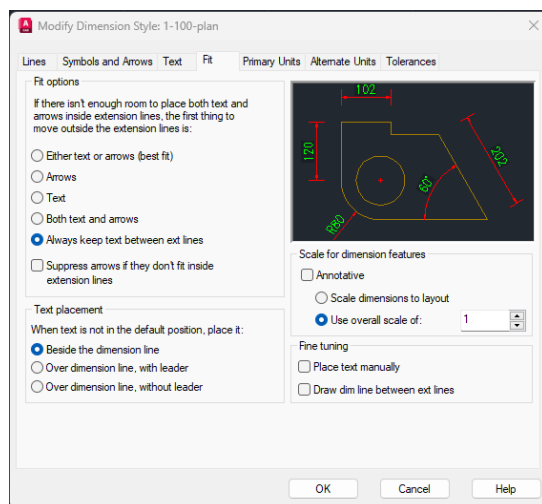 Modify Dimension Style: 1-100-plan
Lines Symbols and Arrows Text Fit Primary Units Alternate Units Tolerances
Fit options
If there isn't enough room to place both text and
arrows inside extension lines, the first thing to
move outside the extension lines is:
Either text or arrows (best fit)
Arrows
Text
Both text and arrows
Always keep text between ext lines
Suppress arrows if they don't fit inside
extension lines
Text placement
When text is not in the default position, place it:
Beside the dimension line
Over dimension line, with leader
Over dimension line, without leader
102
120
202
60°
R80
Scale for dimension features
Annotative
Scale dimensions to layout
Use overall scale of: 1
Fine tuning
Place text manually
Draw dim line between ext lines
OK Cancel Help